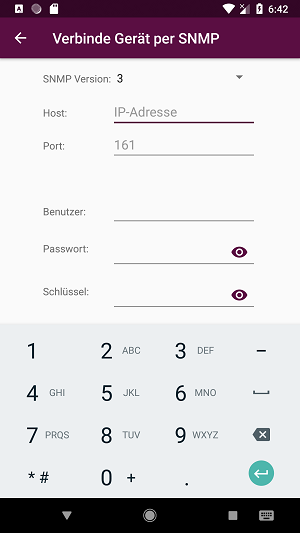 6:42
Verbinde Gerät per SNMP
SNMP Version: 3
Host: IP-Adresse
Port: 161
Benutzer:
Passwort:
Schlüssel:
1 2 ABC 3 DEF –
4 GHI 5 JKL 6 MNO
7 PRQS 8 TUV 9 WXYZ
* # 0 + .